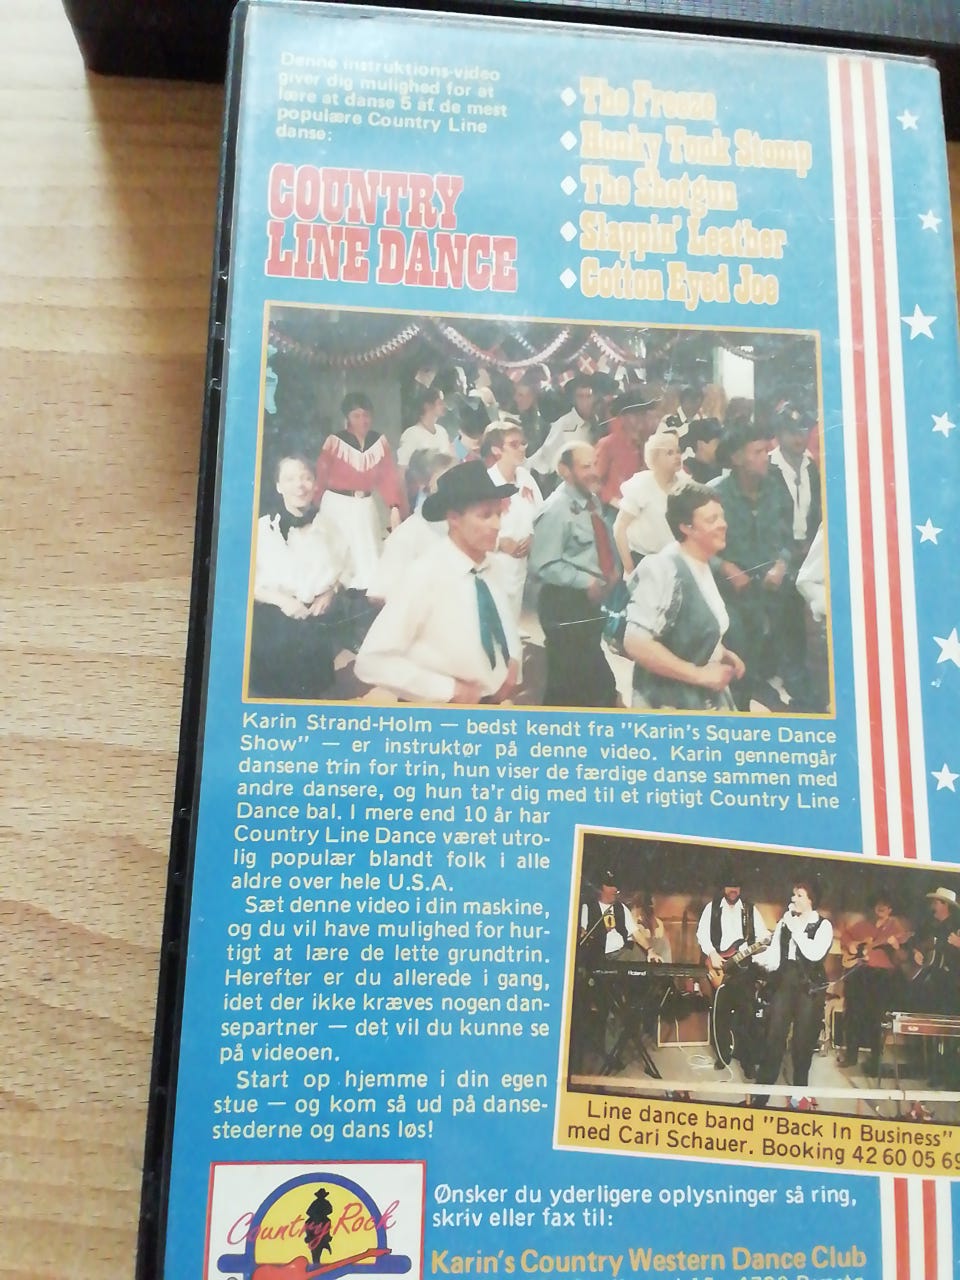 Denne instruktions-video
giver dig mulighed for at
lære at danse 5 af de mest
populære Country Line
danse:
COUNTRY
LINE DANCE
The Freeze
Honky Tonk Stomp
The Shotgun
Slappin' Leather
Cotton Eyed Joe
Karin Strand-Holm — bedst kendt fra "Karin's Square Dance
Show" — er instruktør på denne video. Karin gennemgår
dansene trin for trin, hun viser de færdige danse sammen med
andre dansere, og hun ta'r dig med til et rigtigt Country Line
Dance bal. I mere end 10 år har
Country Line Dance været utro-
lig populær blandt folk i alle
aldre over hele U.S.A.
Sæt denne video i din maskine,
og du vil have mulighed for hur-
tigt at lære de lette grundtrin.
Herefter er du allerede i gang,
idet der ikke kræves nogen dan-
separtner — det vil du kunne se
på videoen.
Start op hjemme i din egen
stue — og kom så ud på danse-
stederne og dans løs!
Roland
Line dance band "Back In Business"
med Cari Schauer. Booking 42 60 05 69
Country Rock
Ønsker du yderligere oplysninger så ring,
skriv eller fax til:
Karin's Country Western Dance Club